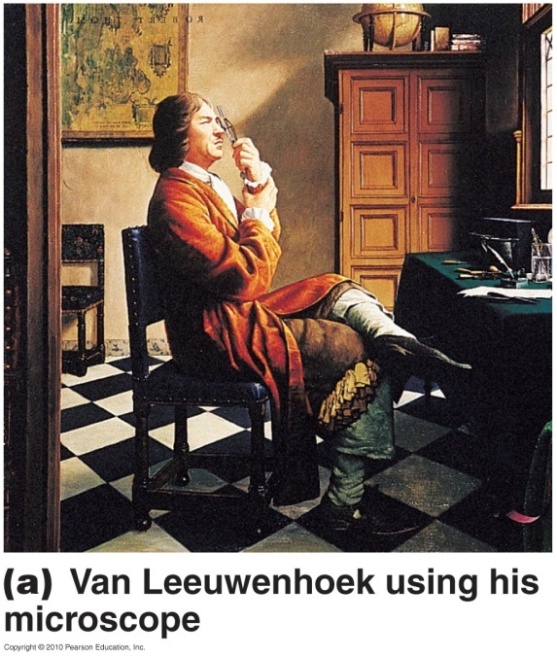 (a) Van Leeuwenhoek using his
microscope
Copyright © 2010 Pearson Education, Inc.